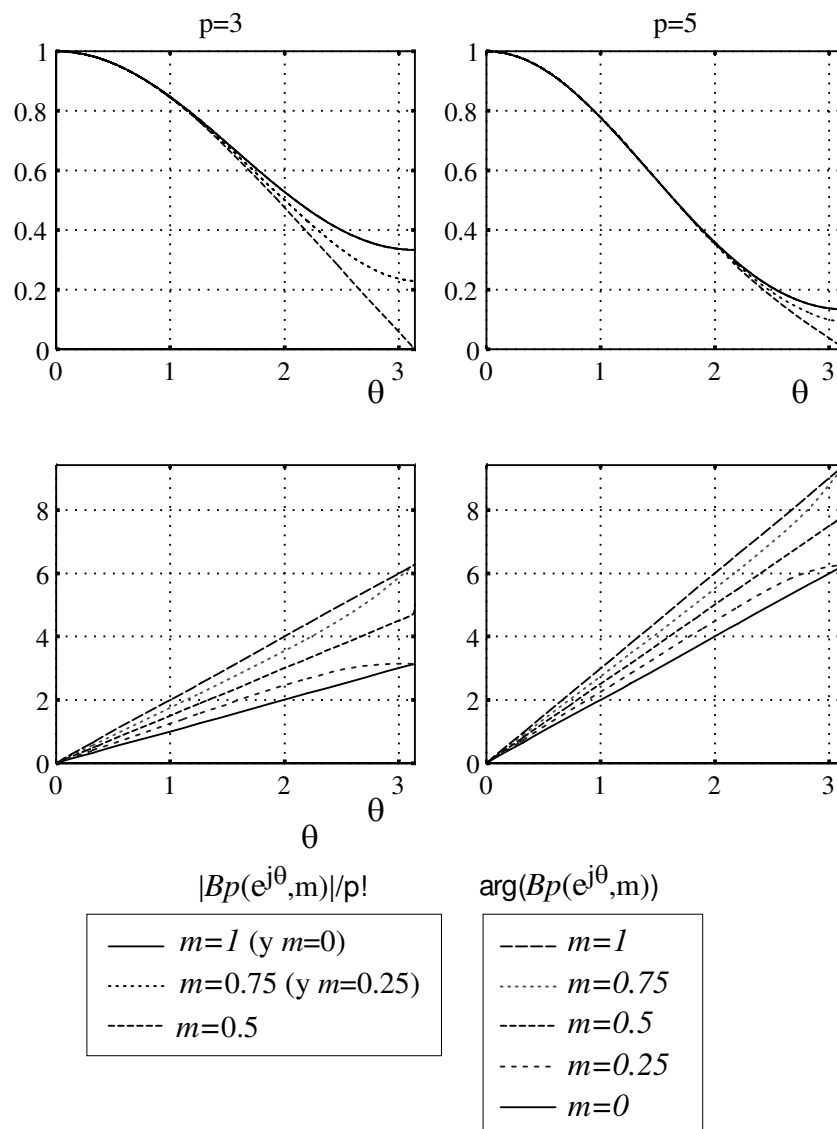 p=3
p=5
1
0.8
0.6
0.4
0.2
0
0 1 2 3
θ
1
0.8
0.6
0.4
0.2
0
0 1 2 3
θ
8
6
4
2
0
0 1 2 3
θ
θ
8
6
4
2
0
0 1 2 3
|Bp(e^jθ,m)|/p!
m=1 (y m=0)
m=0.75 (y m=0.25)
m=0.5
arg(Bp(e^jθ,m))
m=1
m=0.75
m=0.5
m=0.25
m=0